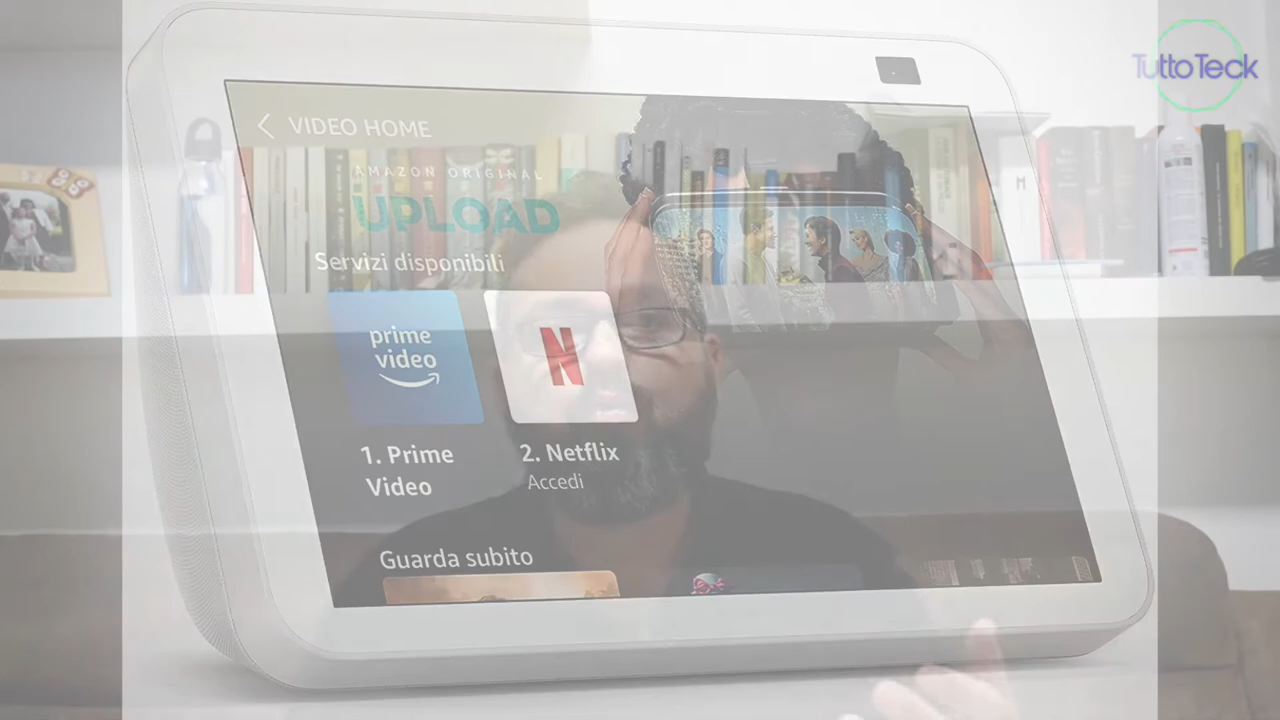 TuttoTeck
VIDEO HOME
AMAZON ORIGINAL
UPLOAD
Servizi disponibili
prime
video
N
1. Prime
Video
2. Netflix
Accedi
Guarda subito